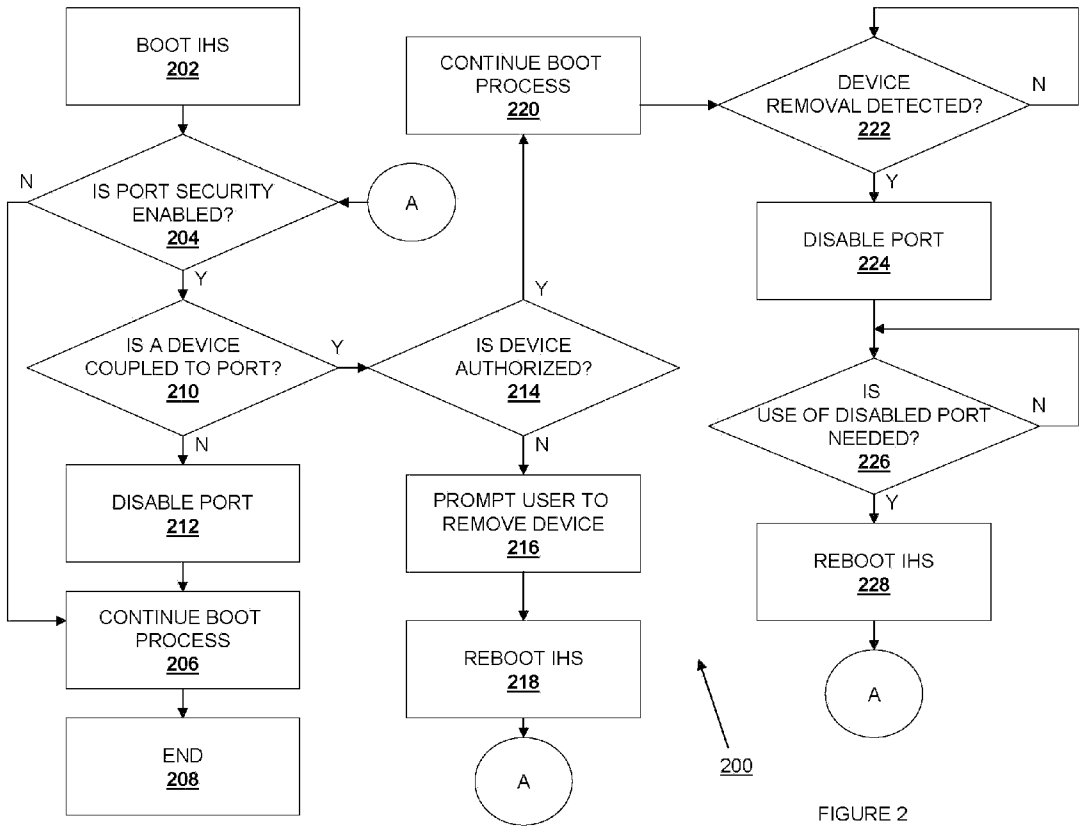 BOOT IHS
202
N
IS PORT SECURITY
ENABLED?
204
A
Y
IS A DEVICE
COUPLED TO PORT?
210
Y
N
DISABLE PORT
212
CONTINUE BOOT
PROCESS
206
END
208
CONTINUE BOOT
PROCESS
220
Y
IS DEVICE
AUTHORIZED?
214
N
PROMPT USER TO
REMOVE DEVICE
216
REBOOT IHS
218
A
DEVICE
REMOVAL DETECTED?
222
N
Y
DISABLE PORT
224
IS
USE OF DISABLED PORT
NEEDED?
226
N
Y
REBOOT IHS
228
A
200
FIGURE 2